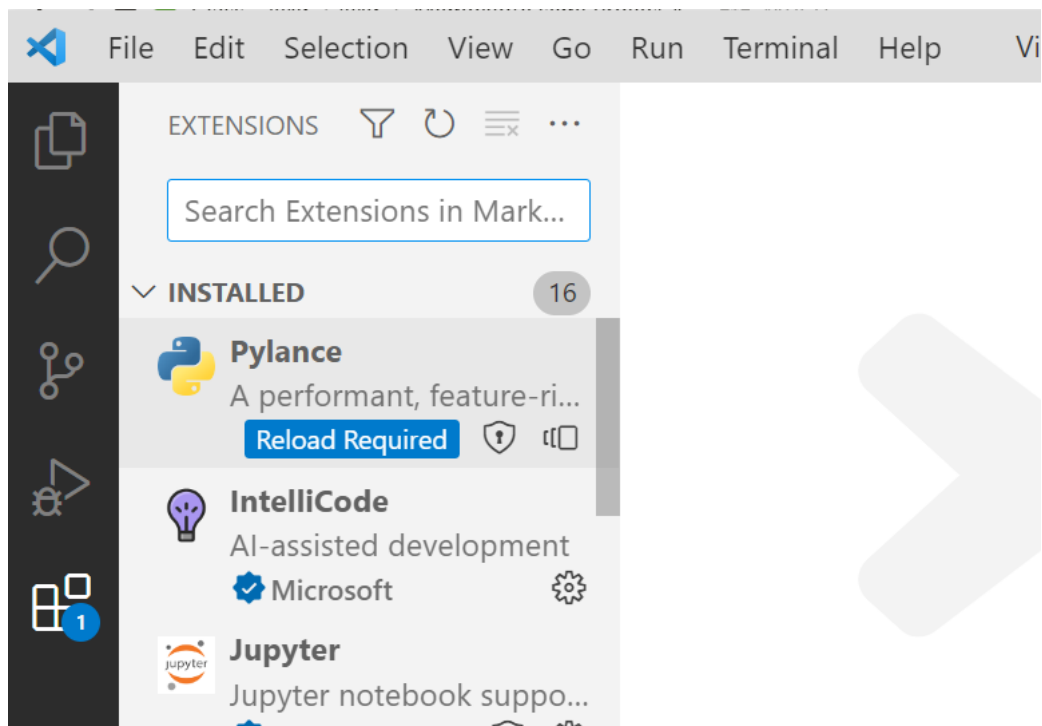 File Edit Selection View Go Run Terminal Help Vi
EXTENSIONS
Search Extensions in Mark...
INSTALLED 16
Pylance
A performant, feature-ri...
Reload Required
IntelliCode
AI-assisted development
Microsoft
1
Jupyter
jupyter
Jupyter notebook suppo...